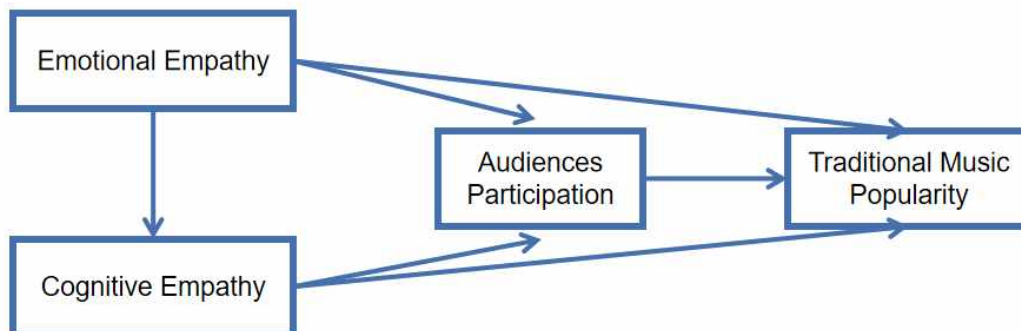 Emotional Empathy
Audiences
Participation
Traditional Music
Popularity
Cognitive Empathy